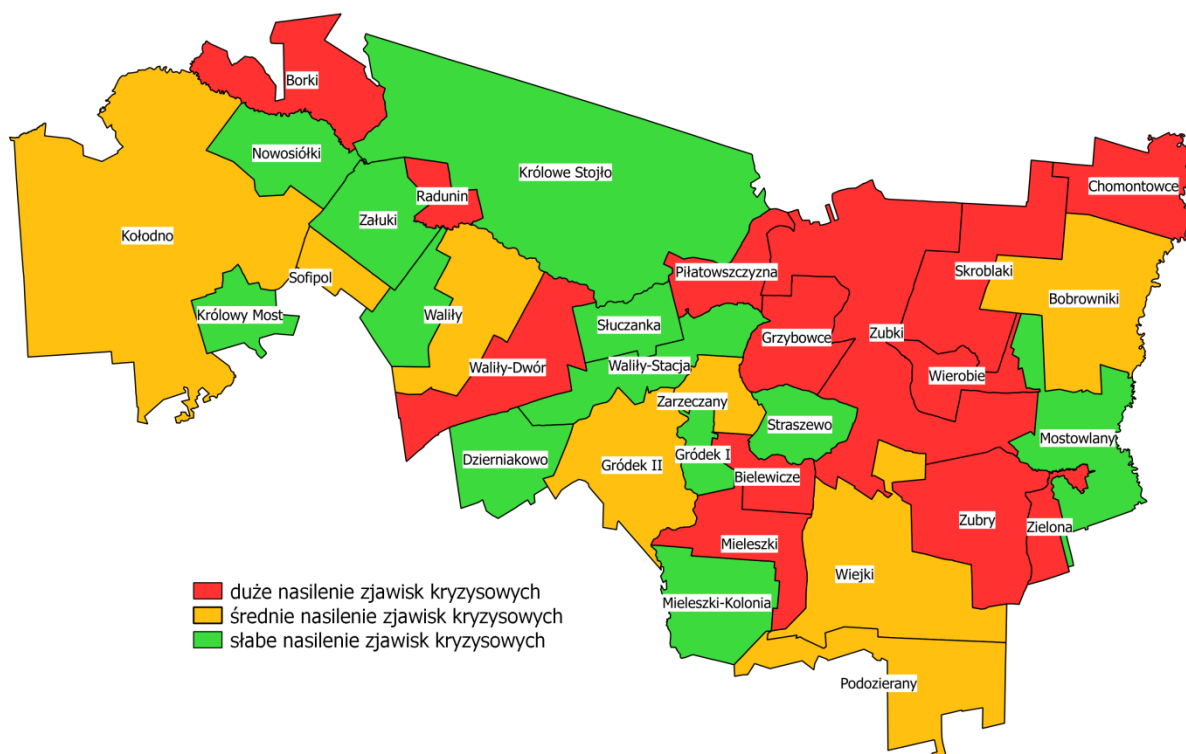 Borki
Nowosiółki
Królowe Stojło
Radunin
Chomontowce
Załuki
Kołodno
Sofipol
Piłatowszczyzna
Skroblaki
Bobrowniki
Królowy Most
Waliły
Słuczanka
Grzybowce
Zubki
Waliły-Dwór
Waliły-Stacja
Wierobie
Zarzeczany
Straszewo
Mostowlany
Dzierniakowo
Gródek II
Gródek I
Bielewicze
Zubry
Zielona
Mieleszki
Wiejki
Mieleszki-Kolonia
Podozierany
duże nasilenie zjawisk kryzysowych
średnie nasilenie zjawisk kryzysowych
słabe nasilenie zjawisk kryzysowych